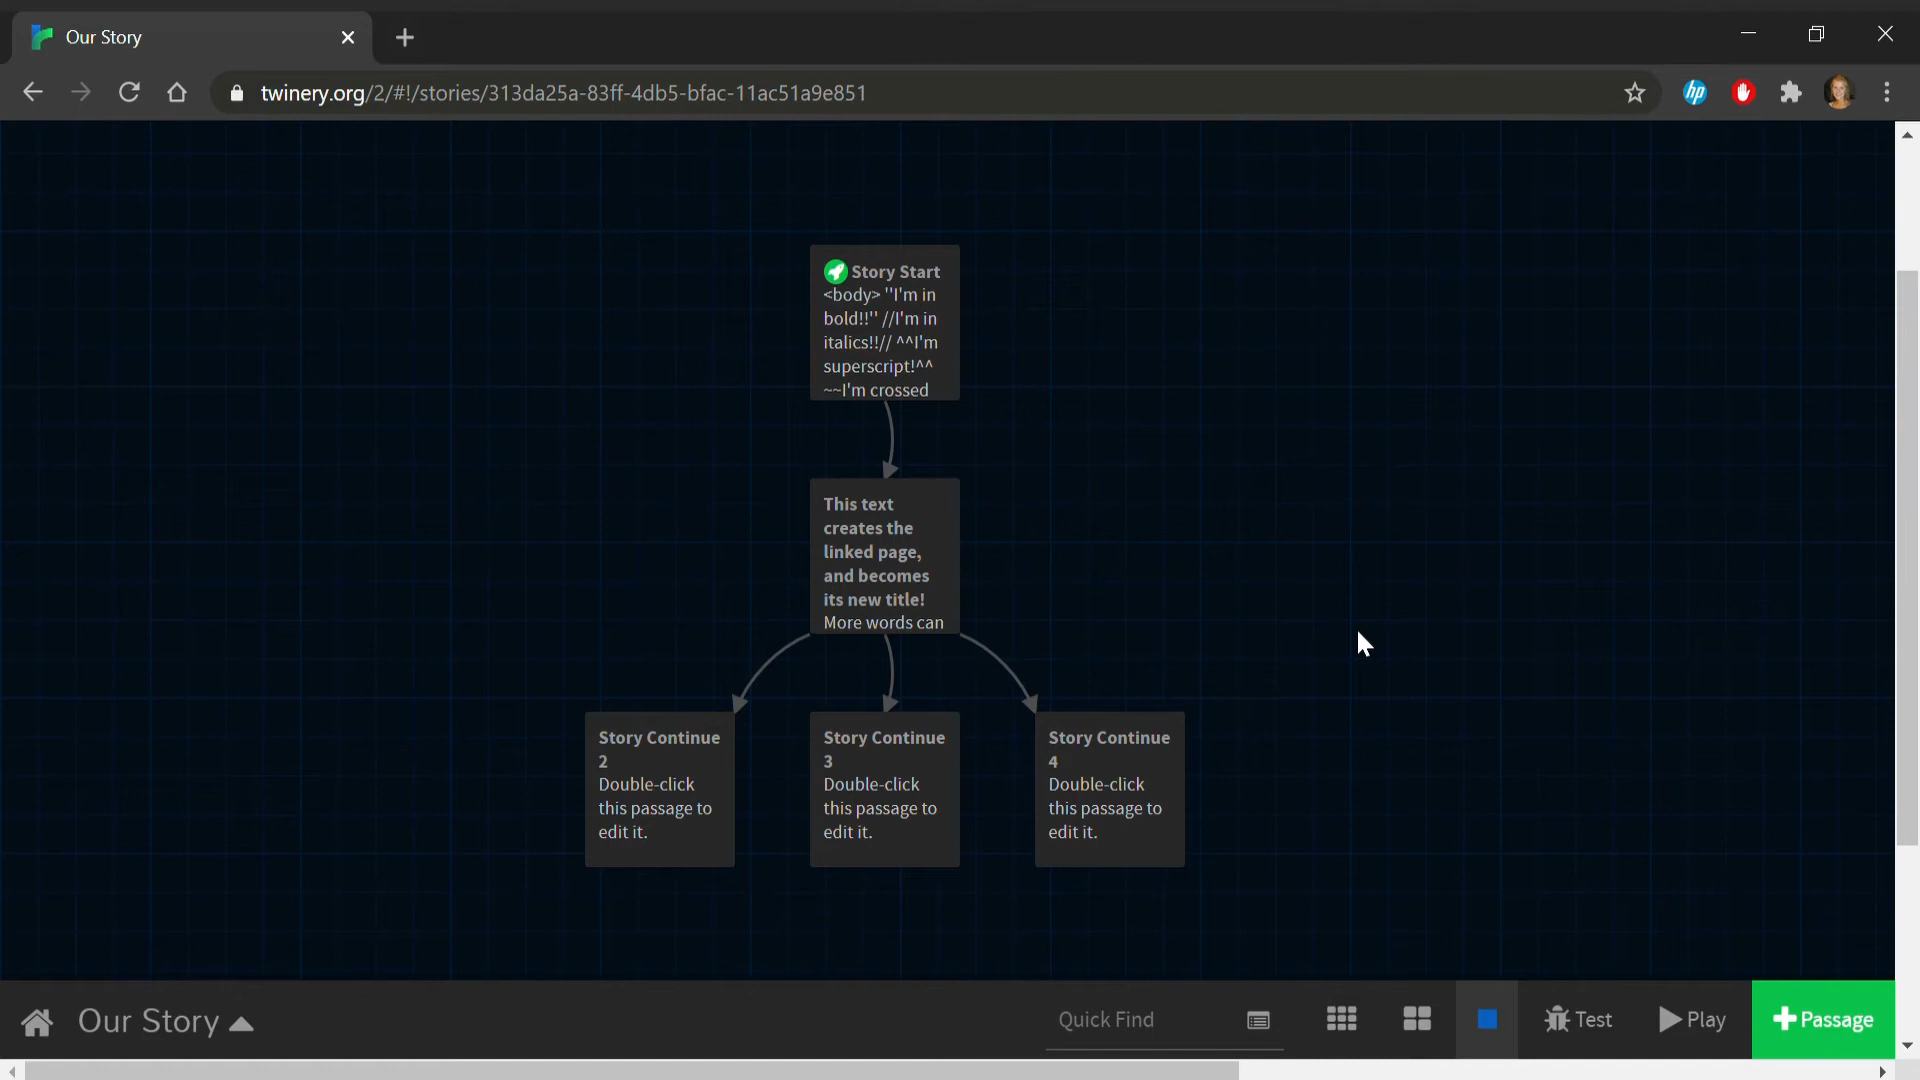 Our Story
twinery.org/2/#!/stories/313da25a-83ff-4db5-bfac-11ac51a9e851
hp
Story Start
<body> ''I'm in
bold!!'' //I'm in
italics!!// ^^I'm
superscript!^^
~~I'm crossed
This text
creates the
linked page,
and becomes
its new title!
More words can
Story Continue
2
Double-click
this passage to
edit it.
Story Continue
3
Double-click
this passage to
edit it.
Story Continue
4
Double-click
this passage to
edit it.
Our Story
Quick Find
Test
Play
Passage